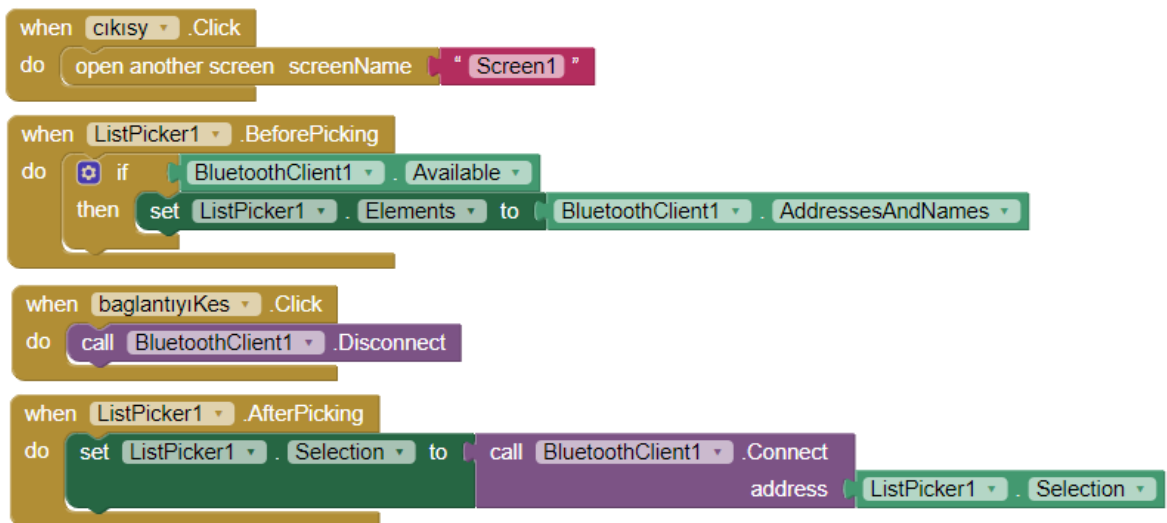 when cıkısy .Click
do open another screen screenName " Screen1 "
when ListPicker1 .BeforePicking
do if BluetoothClient1 . Available
then set ListPicker1 . Elements to BluetoothClient1 . AddressesAndNames
when baglantıyıKes .Click
do call BluetoothClient1 .Disconnect
when ListPicker1 .AfterPicking
do set ListPicker1 . Selection to call BluetoothClient1 .Connect
address ListPicker1 . Selection